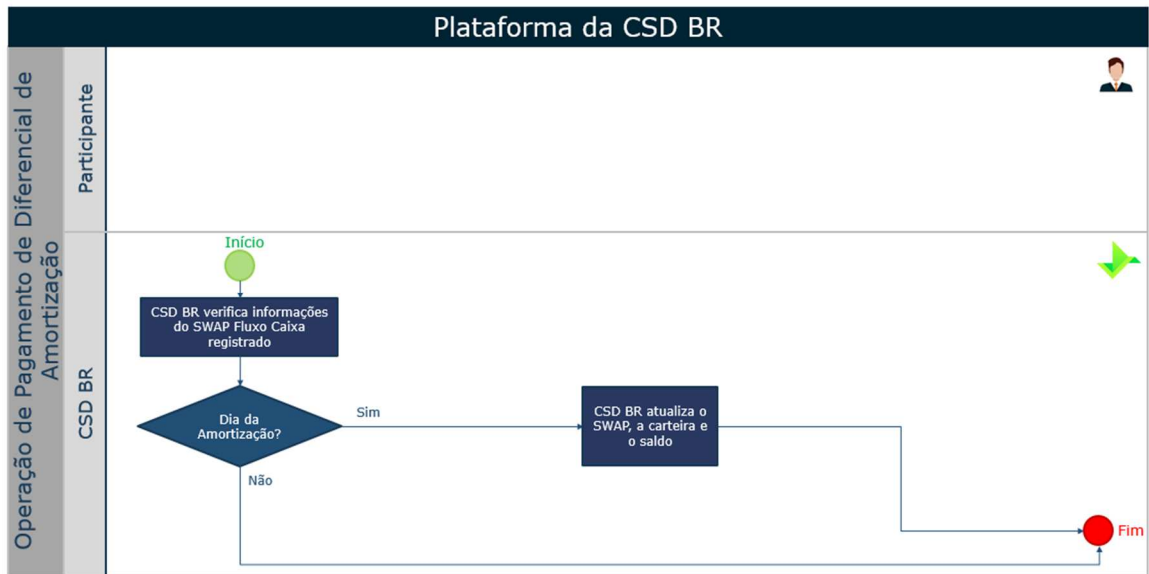 Plataforma da CSD BR
Operação de Pagamento de Diferencial de
Amortização
Participante
CSD BR
Início
CSD BR verifica informações
do SWAP Fluxo Caixa
registrado
Dia da
Amortização?
Sim
Não
CSD BR atualiza o
SWAP, a carteira e
o saldo
Fim